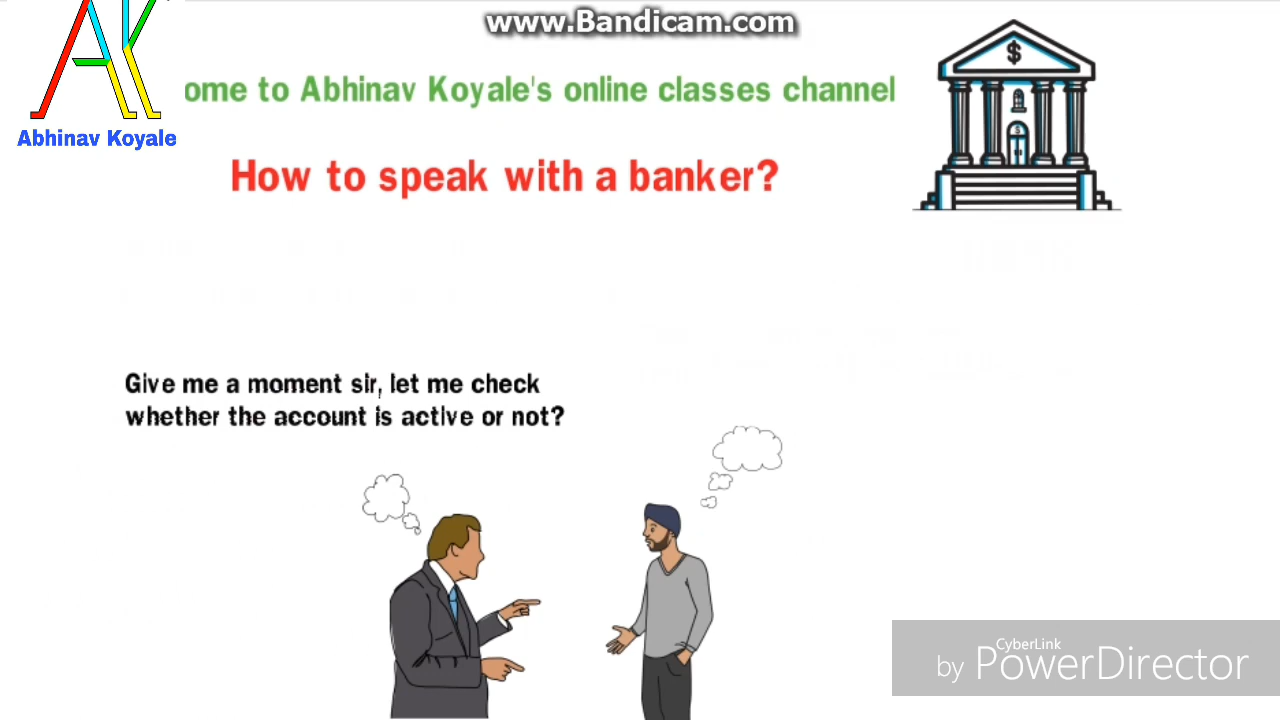 www.Bandicam.com
AK
ome to Abhinav Koyale's online classes channel
Abhinav Koyale
How to speak with a banker?
$
Give me a moment sir, let me check
whether the account is active or not?
CyberLink
by PowerDirector